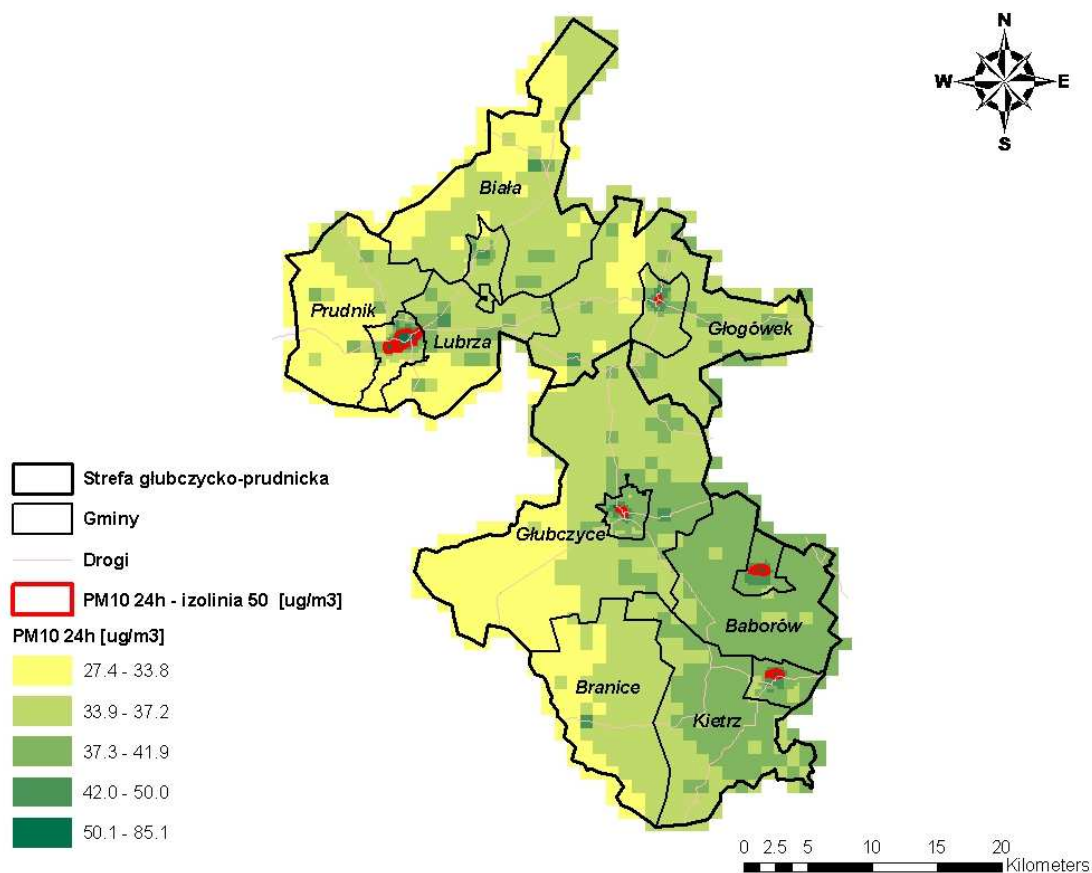 N
W
E
S
Biała
Prudnik
Lubrza
Głogówek
Głubczyce
Baborów
Branice
Kietrz
Strefa głubczycko-prudnicka
Gminy
Drogi
PM10 24h - izolinia 50 [ug/m3]
PM10 24h [ug/m3]
27.4 - 33.8
33.9 - 37.2
37.3 - 41.9
42.0 - 50.0
50.1 - 85.1
0 2.5 5 10 15 20
Kilometers